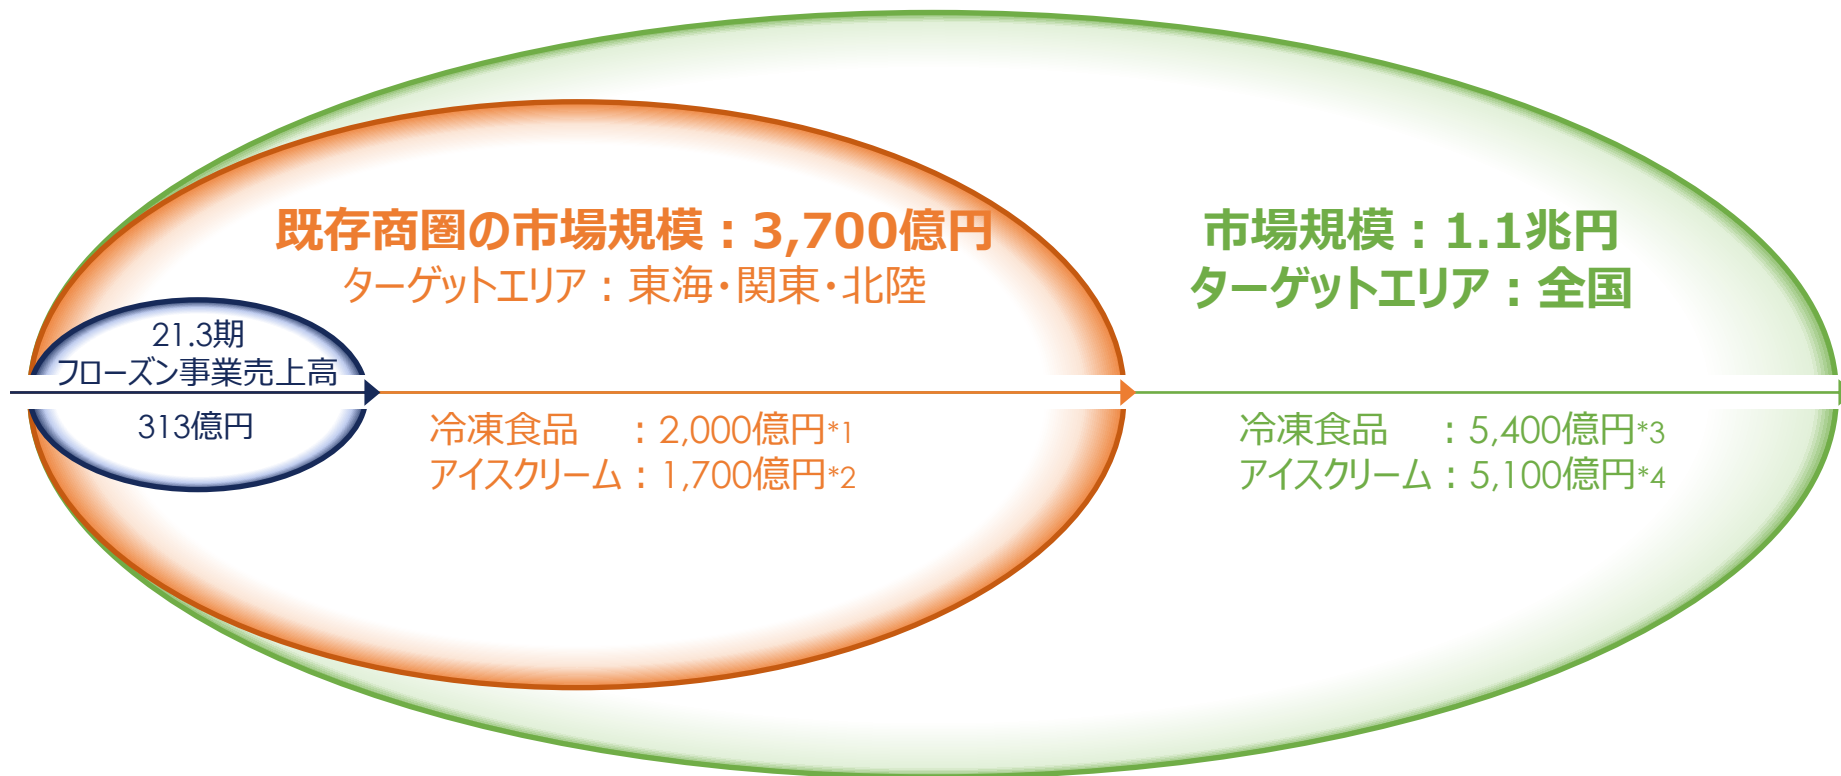 既存商圏の市場規模：3,700億円
ターゲットエリア：東海・関東・北陸
市場規模：1.1兆円
ターゲットエリア：全国
21.3期
フローズン事業売上高
313億円
冷凍食品　：2,000億円*1
アイスクリーム：1,700億円*2
冷凍食品　：5,400億円*3
アイスクリーム：5,100億円*4